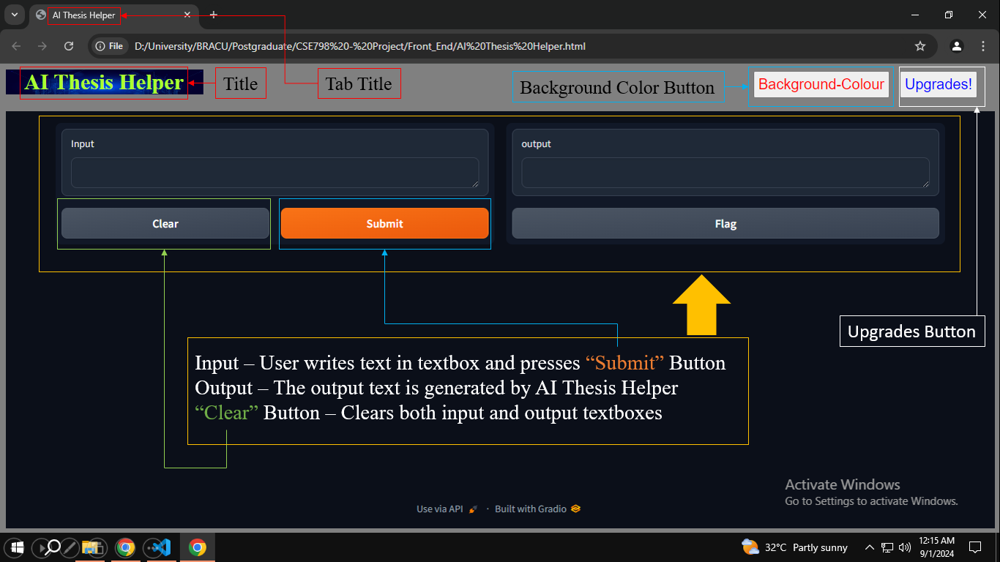 AI Thesis Helper
File D:/University/BRACU/Postgraduate/CSE798%20-%20Project/Front_End/AI%20Thesis%20Helper.html
AI Thesis Helper
Title
Tab Title
Background Color Button
Background-Colour
Upgrades!
Input
output
Clear
Submit
Flag
Upgrades Button
Input – User writes text in textbox and presses “Submit” Button
Output – The output text is generated by AI Thesis Helper
“Clear” Button – Clears both input and output textboxes
Activate Windows
Go to Settings to activate Windows.
Use via API · Built with Gradio
32°C Partly sunny
12:15 AM
9/1/2024